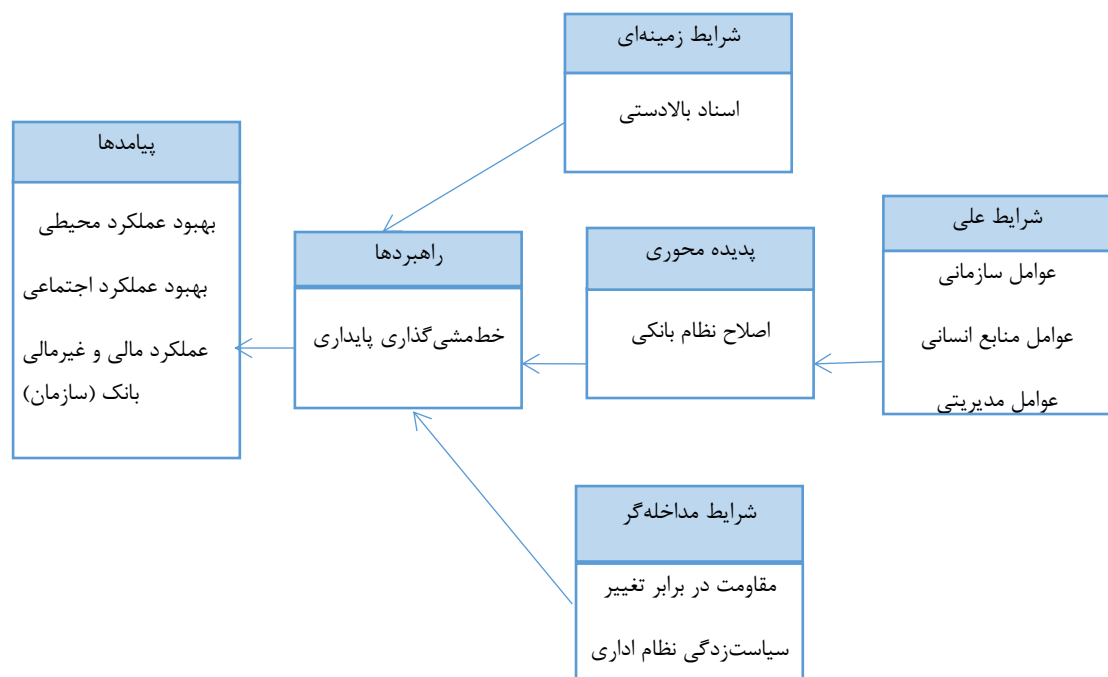 شرایط زمینه‌ای
اسناد بالادستی
شرایط علی
عوامل سازمانی
عوامل منابع انسانی
عوامل مدیریتی
پدیده محوری
اصلاح نظام بانکی
راهبردها
خط‌مشی‌گذاری پایداری
پیامدها
بهبود عملکرد محیطی
بهبود عملکرد اجتماعی
عملکرد مالی و غیرمالی
بانک (سازمان)
شرایط مداخله‌گر
مقاومت در برابر تغییر
سیاست‌زدگی نظام اداری